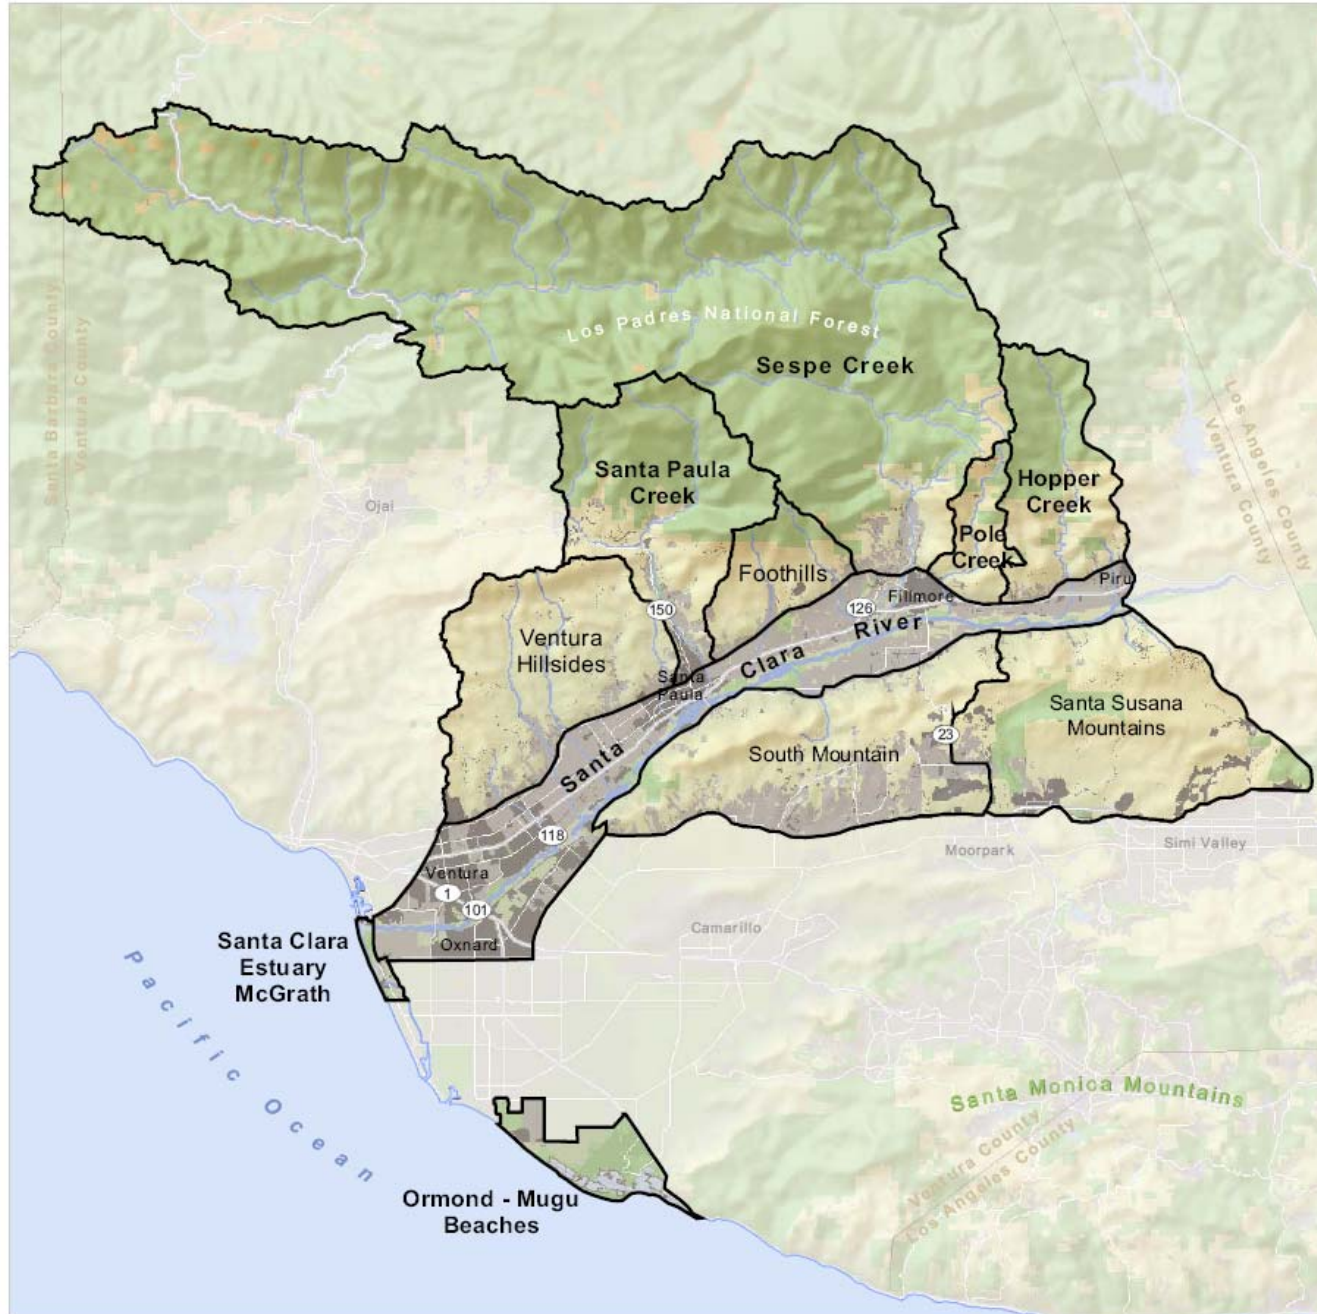 Los Padres National Forest
Sespe Creek
Santa Barbara County
Ventura County
Los Angeles County
Ventura County
Santa Paula
Creek
Hopper
Creek
Ojai
Pole
Creek
Foothills
Piru
Fillmore
126
150
Ventura
Hillsides
Santa Clara River
Santa
Paula
Santa Susana
Mountains
23
South Mountain
118
Moorpark
Simi Valley
Ventura
1
101
Oxnard
Camarillo
Santa Clara
Estuary
McGrath
Pacific Ocean
Santa Monica Mountains
Ventura County
Los Angeles County
Ormond - Mugu
Beaches